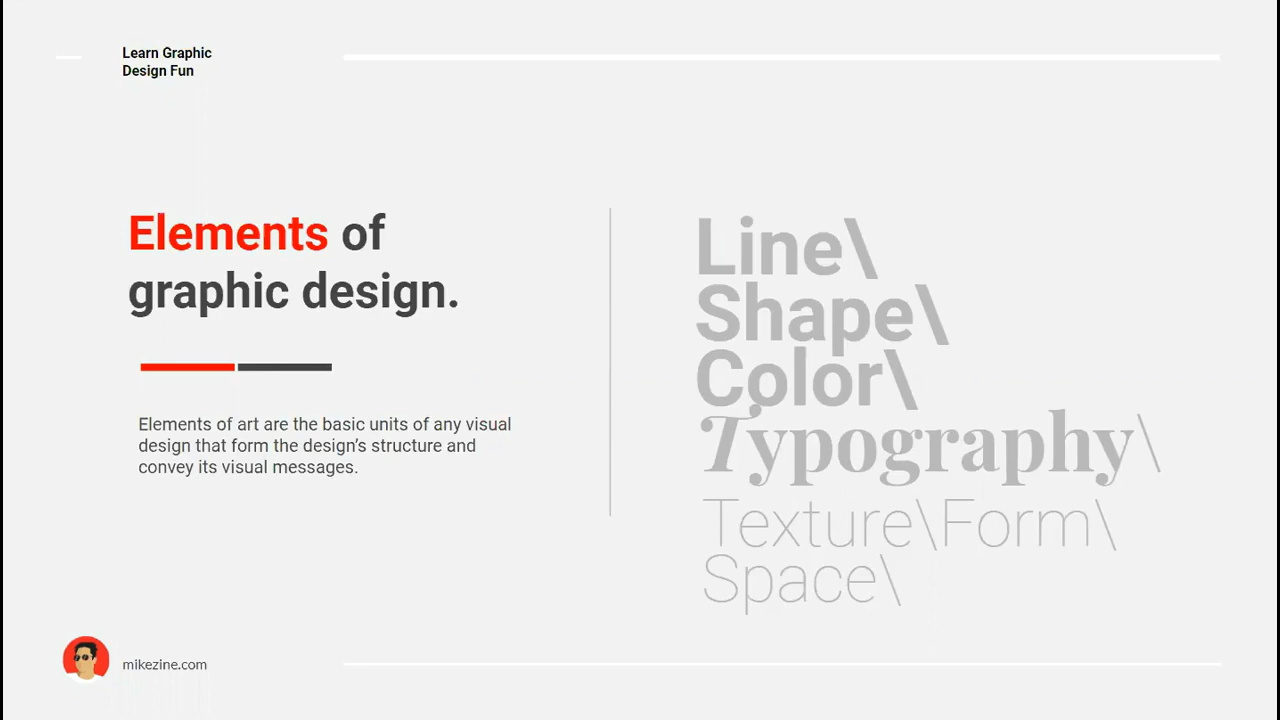 Learn Graphic
Design Fun
Elements of
graphic design.
Elements of art are the basic units of any visual
design that form the design’s structure and
convey its visual messages.
Line\
Shape\
Color\
Typography\
Texture\Form\
Space\
mikezine.com